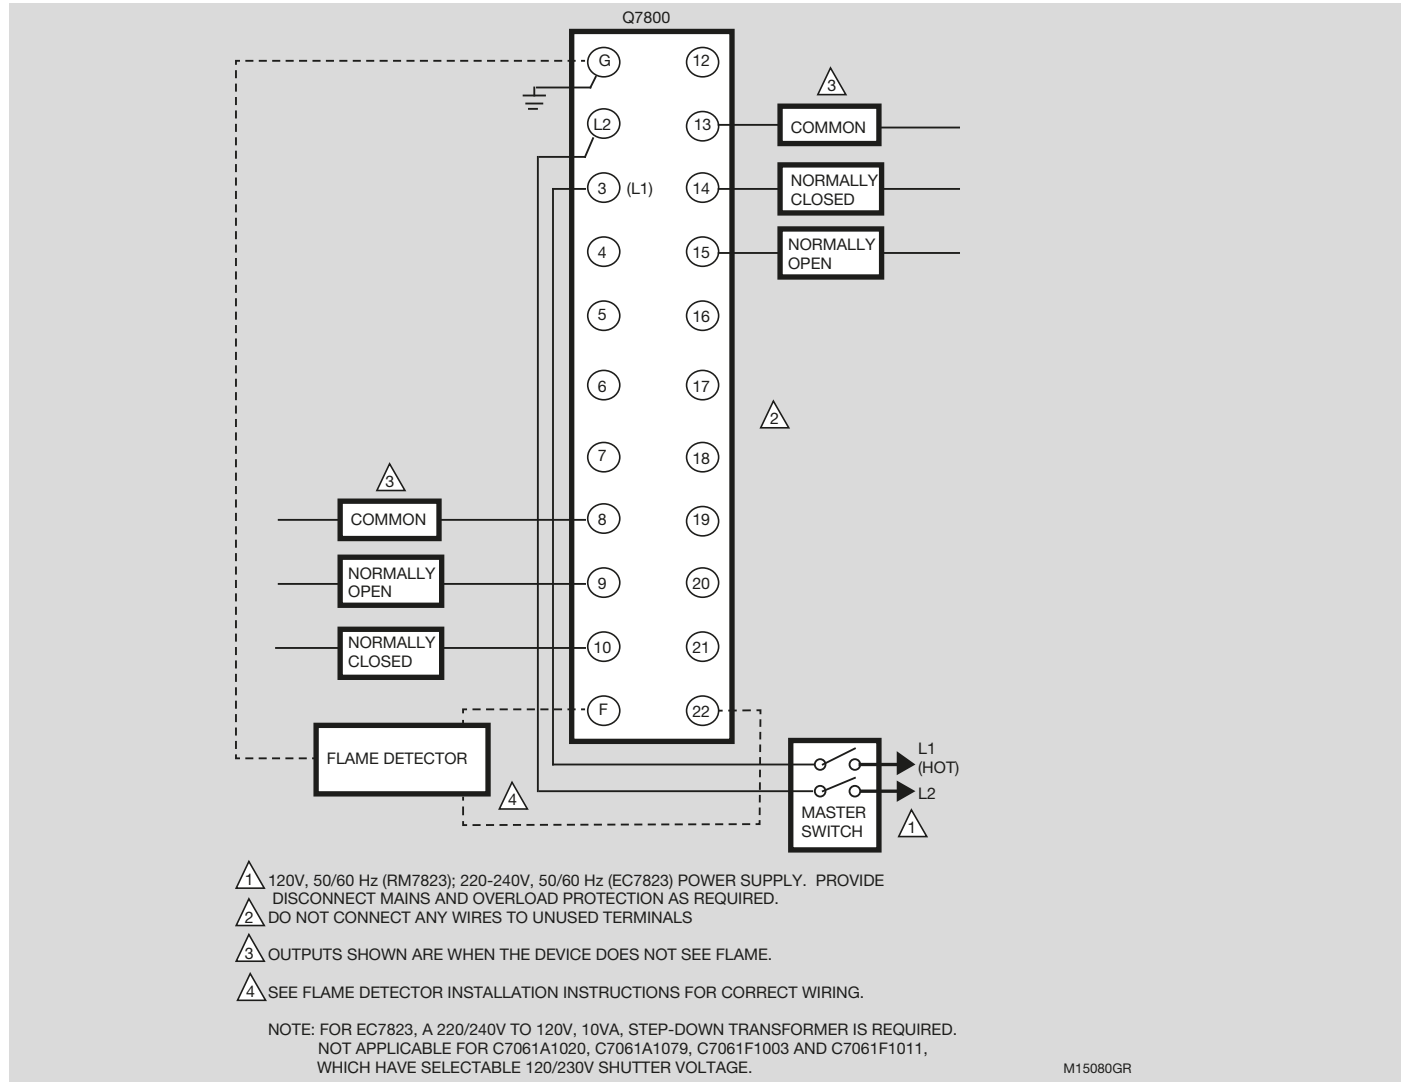 Q7800
G
12
3
L2
13
COMMON
3
(L1)
14
NORMALLY
CLOSED
4
15
NORMALLY
OPEN
5
16
6
17
2
7
18
3
COMMON
8
19
NORMALLY
OPEN
9
20
NORMALLY
CLOSED
10
21
F
22
FLAME DETECTOR
4
L1
(HOT)
L2
MASTER
SWITCH
1
1 120V, 50/60 Hz (RM7823); 220-240V, 50/60 Hz (EC7823) POWER SUPPLY. PROVIDE
DISCONNECT MAINS AND OVERLOAD PROTECTION AS REQUIRED.
2 DO NOT CONNECT ANY WIRES TO UNUSED TERMINALS
3 OUTPUTS SHOWN ARE WHEN THE DEVICE DOES NOT SEE FLAME.
4 SEE FLAME DETECTOR INSTALLATION INSTRUCTIONS FOR CORRECT WIRING.
NOTE: FOR EC7823, A 220/240V TO 120V, 10VA, STEP-DOWN TRANSFORMER IS REQUIRED.
NOT APPLICABLE FOR C7061A1020, C7061A1079, C7061F1003 AND C7061F1011,
WHICH HAVE SELECTABLE 120/230V SHUTTER VOLTAGE.
M15080GR